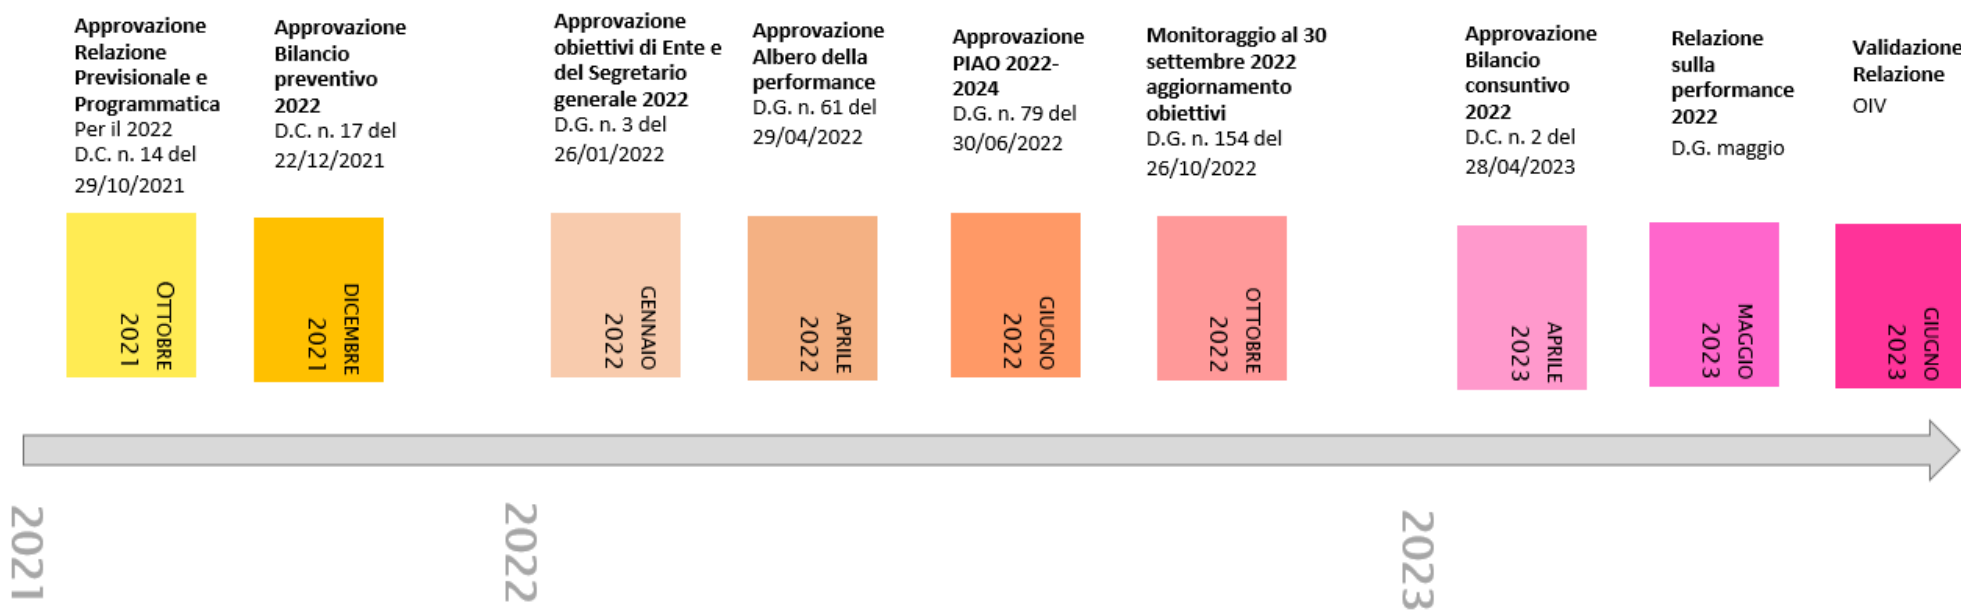 Approvazione
Relazione
Previsionale e
Programmatica
Per il 2022
D.C. n. 14 del
29/10/2021
Approvazione
Bilancio
preventivo
2022
D.C. n. 17 del
22/12/2021
Approvazione
obiettivi di Ente e
del Segretario
generale 2022
D.G. n. 3 del
26/01/2022
Approvazione
Albero della
performance
D.G. n. 61 del
29/04/2022
Approvazione
PIAO 2022-
2024
D.G. n. 79 del
30/06/2022
Monitoraggio al 30
settembre 2022
aggiornamento
obiettivi
D.G. n. 154 del
26/10/2022
Approvazione
Bilancio
consuntivo
2022
D.C. n. 2 del
28/04/2023
Relazione
sulla
performance
2022
D.G. maggio
Validazione
Relazione
OIV
OTTOBRE
2021
DICEMBRE
2021
GENNAIO
2022
APRILE
2022
GIUGNO
2022
OTTOBRE
2022
APRILE
2023
MAGGIO
2023
GIUGNO
2023
2021
2022
2023